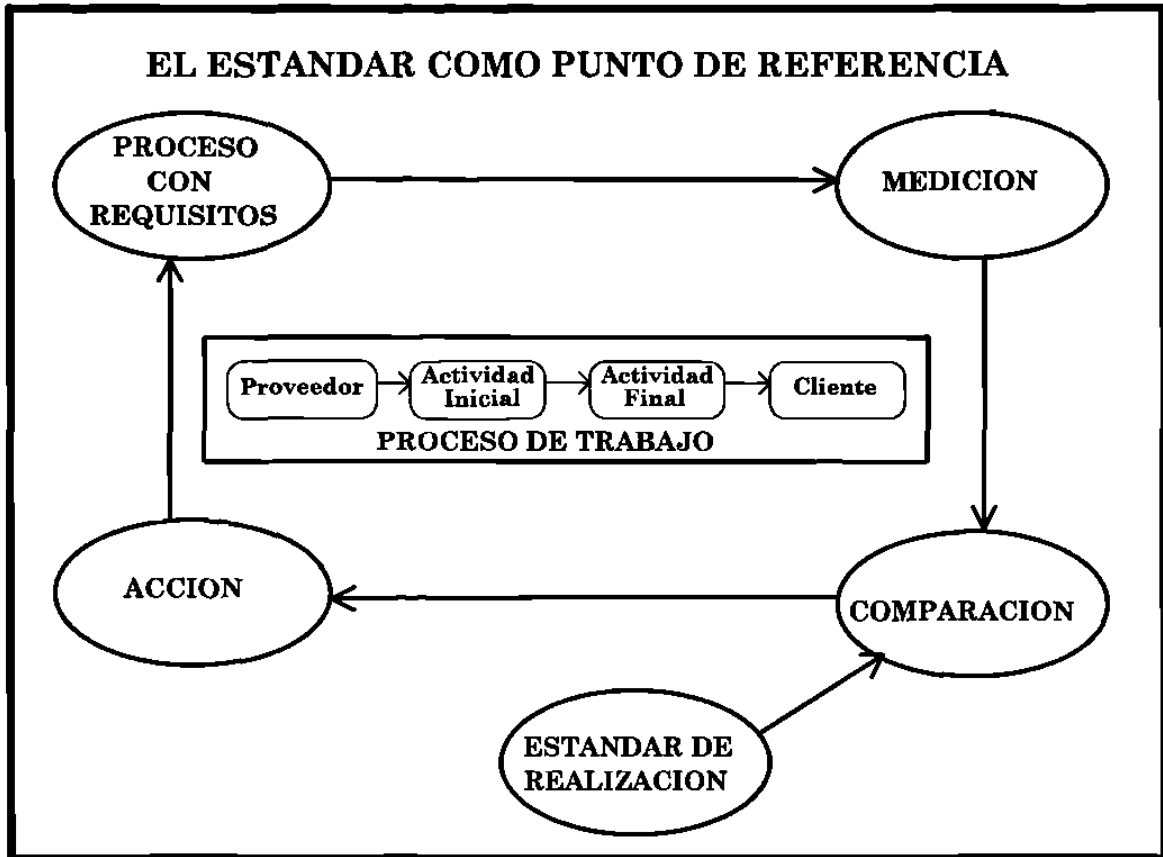 EL ESTANDAR COMO PUNTO DE REFERENCIA
PROCESO
CON
REQUISITOS
MEDICION
Proveedor
Actividad
Inicial
Actividad
Final
Cliente
PROCESO DE TRABAJO
ACCION
COMPARACION
ESTANDAR DE
REALIZACION